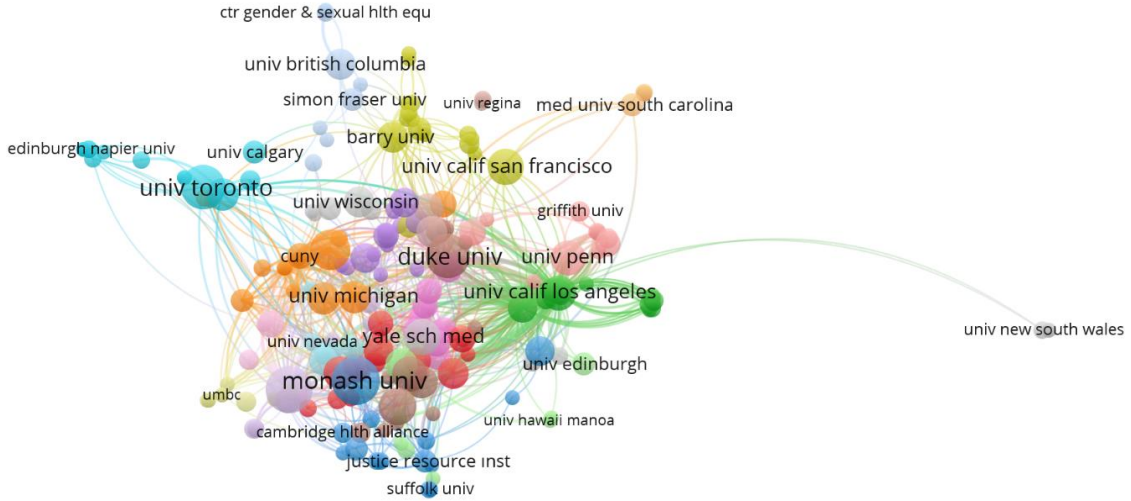 ctr gender & sexual hlth equ
univ british columbia
simon fraser univ
univ regina
med univ south carolina
barry univ
edinburgh napier univ
univ calgary
univ calif san francisco
univ toronto
univ wisconsin
griffith univ
cuny
duke univ
univ penn
univ michigan
univ calif los angeles
univ new south wales
univ nevada
yale sch med
univ edinburgh
monash univ
umbc
univ hawaii manoa
cambridge hlth alliance
justice resource inst
suffolk univ